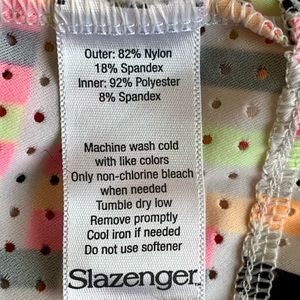 Outer: 82% Nylon
18% Spandex
Inner: 92% Polyester
8% Spandex
Machine wash cold
with like colors
Only non-chlorine bleach
when needed
Tumble dry low
Remove promptly
Cool iron if needed
Do not use softener
Slazenger